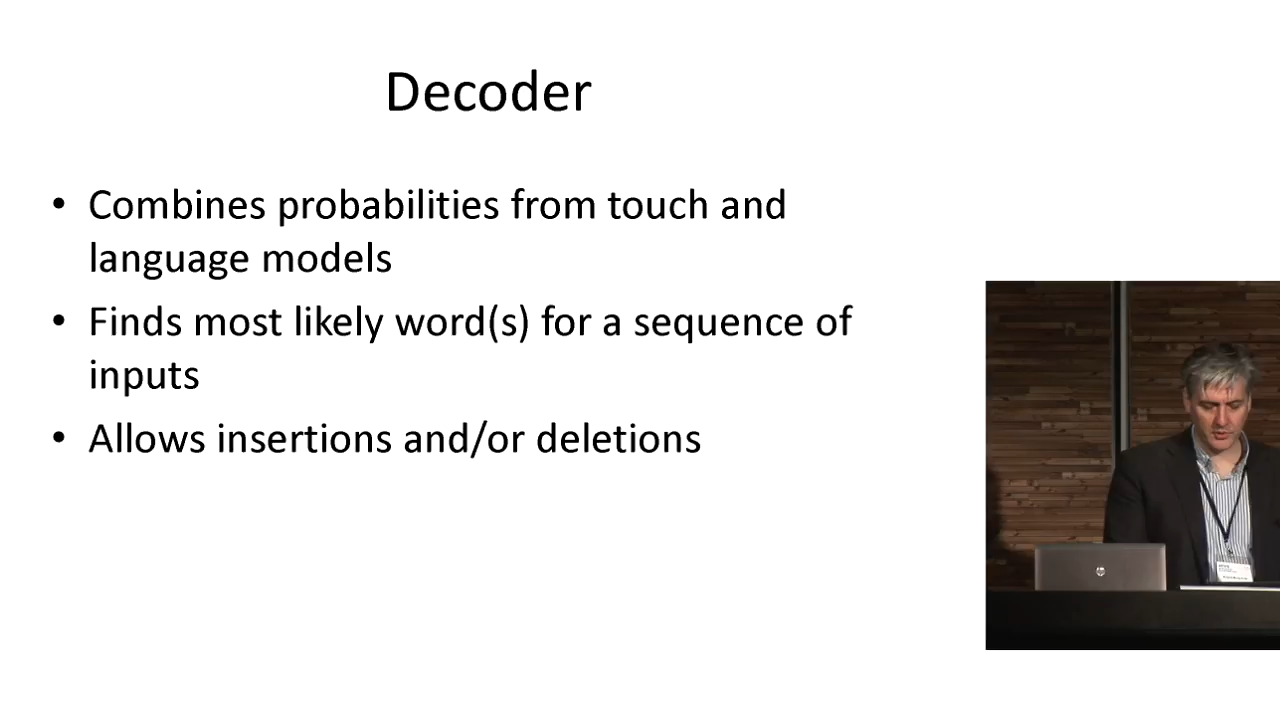 Decoder
• Combines probabilities from touch and
language models
• Finds most likely word(s) for a sequence of
inputs
• Allows insertions and/or deletions
hp